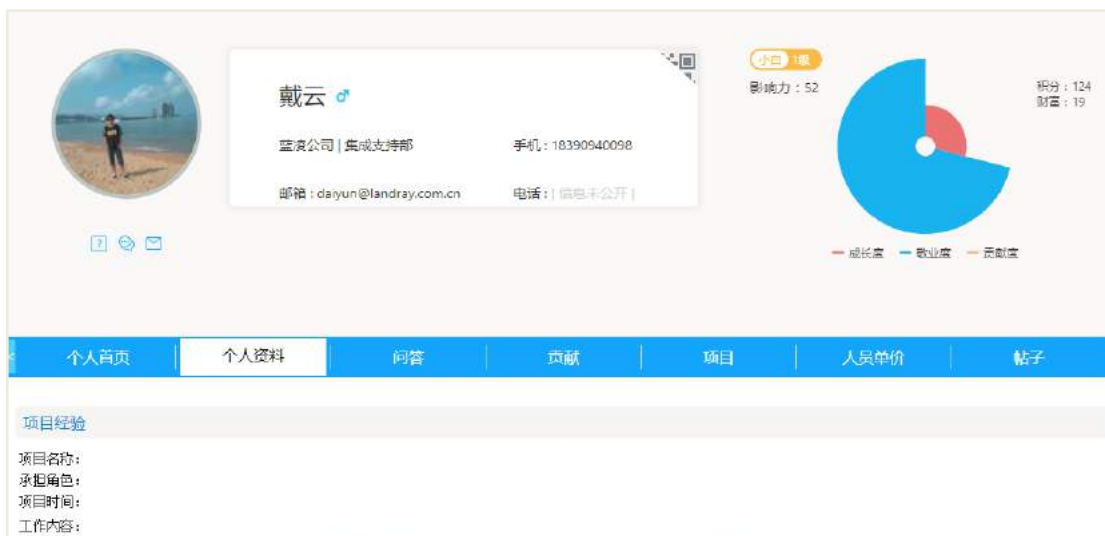 戴云
蓝凌公司 | 集成支持部
手机 : 18390940098
邮箱 : daiyun@landray.com.cn
电话 : [ 信息未公开 ]
小白 1级
影响力 : 52
积分 : 124
财富 : 19
成长度 敬业度 贡献度
个人首页 个人资料 问答 贡献 项目 人员单价 帖子
项目经验
项目名称:
承担角色:
项目时间:
工作内容: